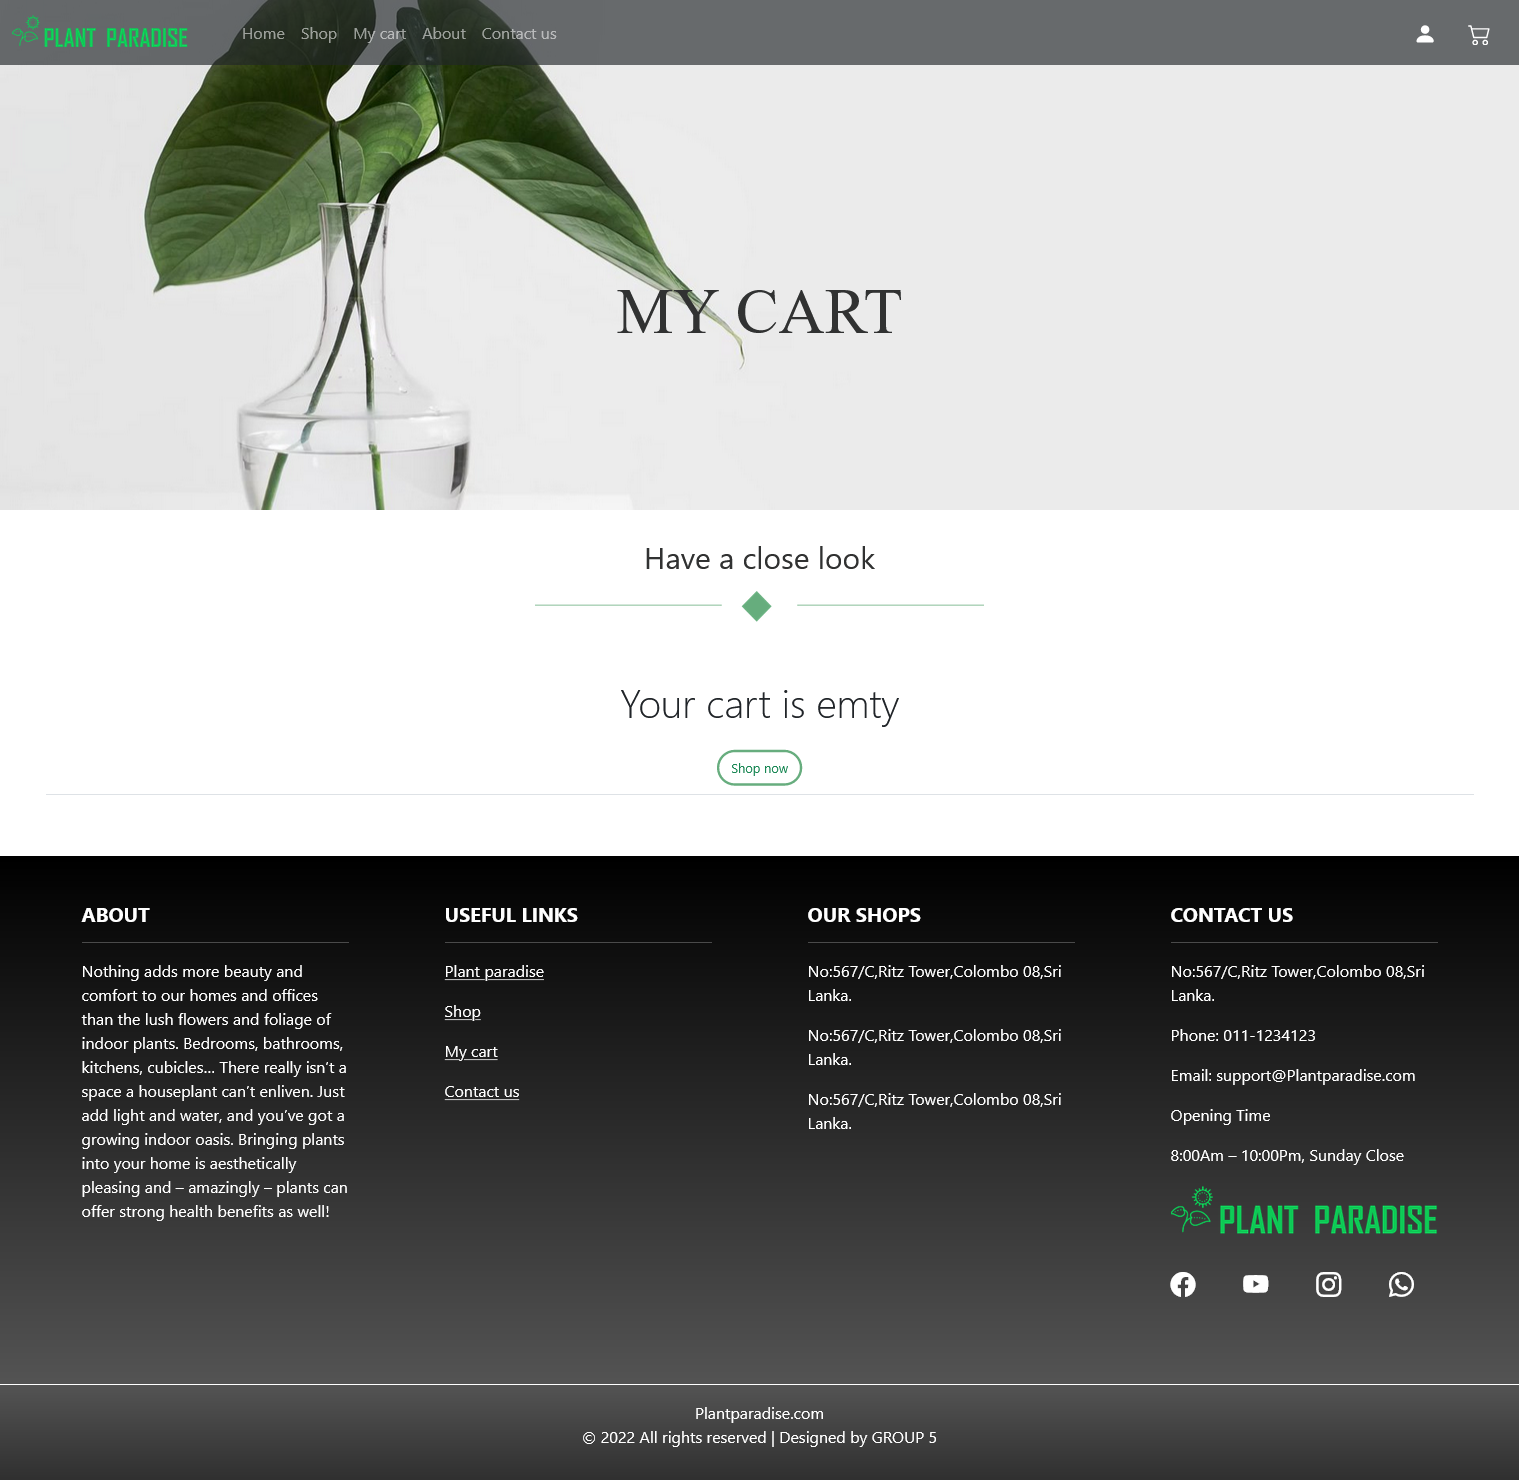 PLANT PARADISE
Home Shop My cart About Contact us
MY CART
Have a close look
Your cart is emty
Shop now
ABOUT
Nothing adds more beauty and
comfort to our homes and offices
than the lush flowers and foliage of
indoor plants. Bedrooms, bathrooms,
kitchens, cubicles... There really isn't a
space a houseplant can’t enliven. Just
add light and water, and you’ve got a
growing indoor oasis. Bringing plants
into your home is aesthetically
pleasing and – amazingly – plants can
offer strong health benefits as well!
USEFUL LINKS
Plant paradise
Shop
My cart
Contact us
OUR SHOPS
No:567/C,Ritz Tower,Colombo 08,Sri
Lanka.
No:567/C,Ritz Tower,Colombo 08,Sri
Lanka.
No:567/C,Ritz Tower,Colombo 08,Sri
Lanka.
CONTACT US
No:567/C,Ritz Tower,Colombo 08,Sri
Lanka.
Phone: 011-1234123
Email: support@Plantparadise.com
Opening Time
8:00Am – 10:00Pm, Sunday Close
PLANT PARADISE
Plantparadise.com
© 2022 All rights reserved | Designed by GROUP 5